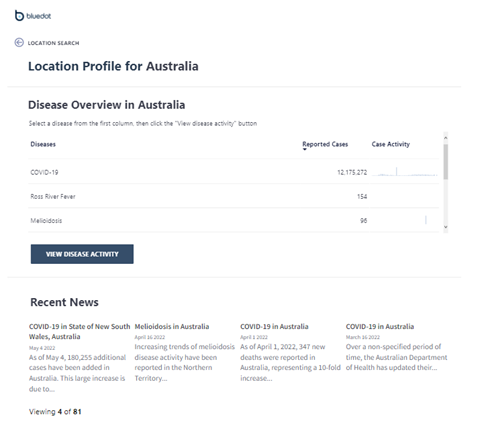 bluedot
LOCATION SEARCH
Location Profile for Australia
Disease Overview in Australia
Select a disease from the first column, then click the "View disease activity" button
Diseases Reported Cases Case Activity
COVID-19 12,175,272
Ross River Fever 154
Melioidosis 96
VIEW DISEASE ACTIVITY
Recent News
COVID-19 in State of New South
Wales, Australia
May 4 2022
As of May 4, 180,255 additional
cases have been added in
Australia. This large increase is
due to...
Melioidosis in Australia
April 16 2022
Increasing trends of melioidosis
disease activity have been
reported in the Northern
Territory...
COVID-19 in Australia
April 3 2022
As of April 1, 2022, 347 new
deaths were reported in
Australia, representing a 10-fold
increase...
COVID-19 in Australia
March 16 2022
Over a non-specified period of
time, the Australian Department
of Health has updated their...
Viewing 4 of 81